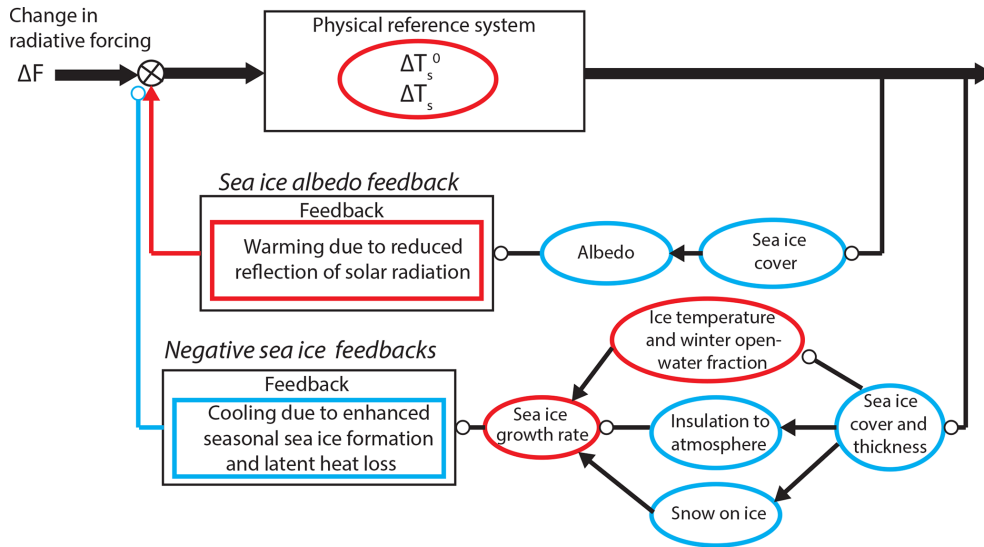 Change in
radiative forcing
ΔF
Physical reference system
ΔTₛ⁰
ΔTₛ
Sea ice albedo feedback
Feedback
Warming due to reduced
reflection of solar radiation
Albedo
Sea ice
cover
Negative sea ice feedbacks
Feedback
Cooling due to enhanced
seasonal sea ice formation
and latent heat loss
Sea ice
growth rate
Ice temperature
and winter open-
water fraction
Insulation to
atmosphere
Snow on ice
Sea ice
cover and
thickness